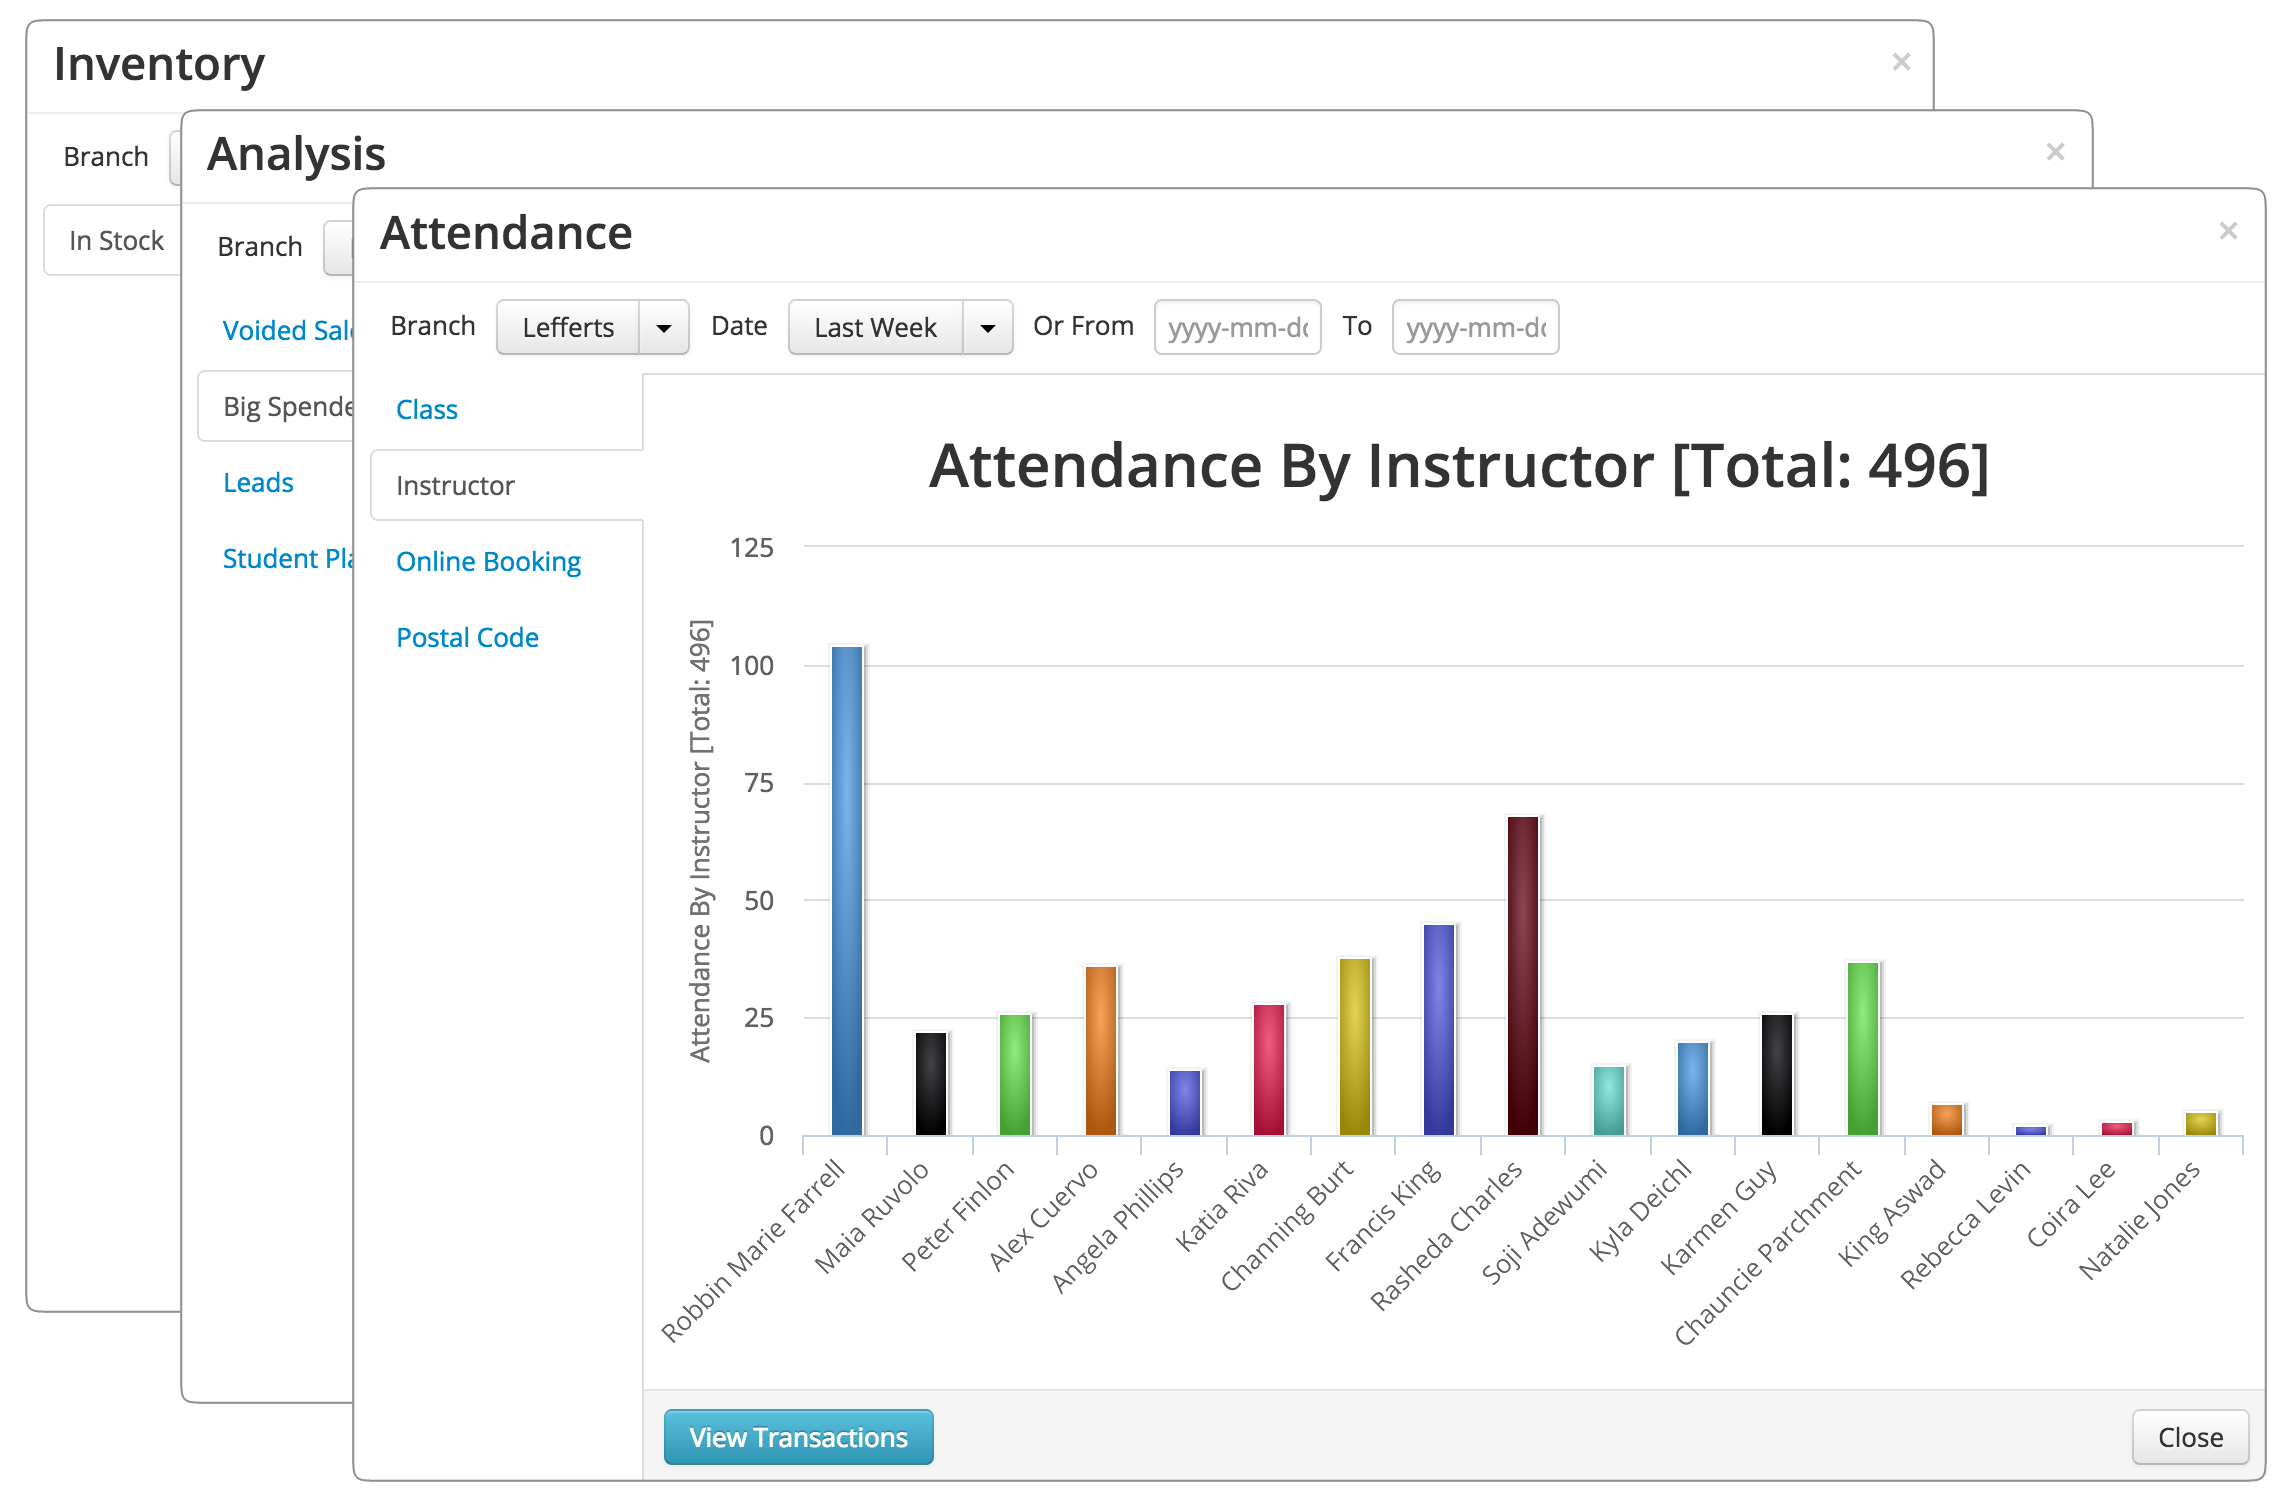 Inventory
×
Branch
In Stock
Analysis
×
Branch
Voided
Big
Leads
Student
Attendance
×
Branch Lefferts Date Last Week Or From yyyy-mm-dd To yyyy-mm-dd
Class
Instructor
Online Booking
Postal Code
Attendance By Instructor [Total: 496]
Attendance By Instructor [Total: 496]
125
100
75
50
25
0
Robbin Marie Farrell
Maia Ruvolo
Peter Finlon
Alex Cuervo
Angela Phillips
Katia Riva
Channing Burt
Francis King
Rasheda Charles
Soji Adewumi
Kyla Deichl
Karmen Guy
Chauncie Parchment
King Aswad
Rebecca Levin
Coira Lee
Natalie Jones
View Transactions
Close